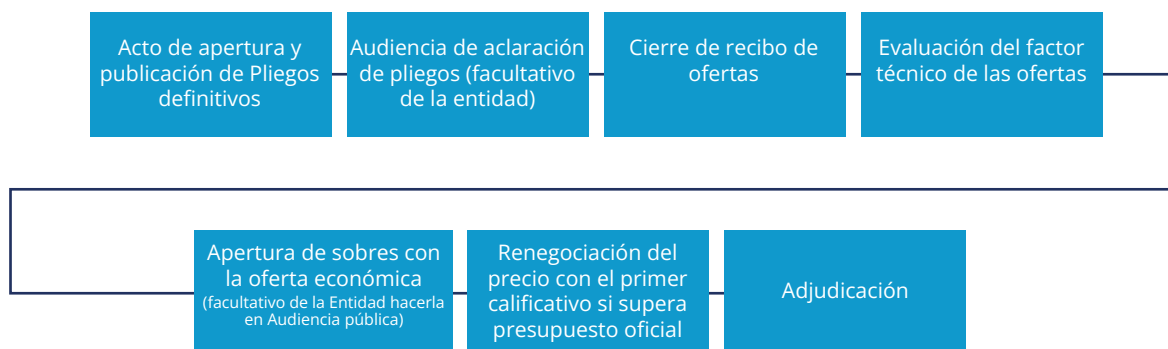 Acto de apertura y
publicación de Pliegos
definitivos
Audiencia de aclaración
de pliegos (facultativo
de la entidad)
Cierre de recibo de
ofertas
Evaluación del factor
técnico de las ofertas
Apertura de sobres con
la oferta económica
(facultativo de la Entidad hacerla
en Audiencia pública)
Renegociación del
precio con el primer
calificativo si supera
presupuesto oficial
Adjudicación